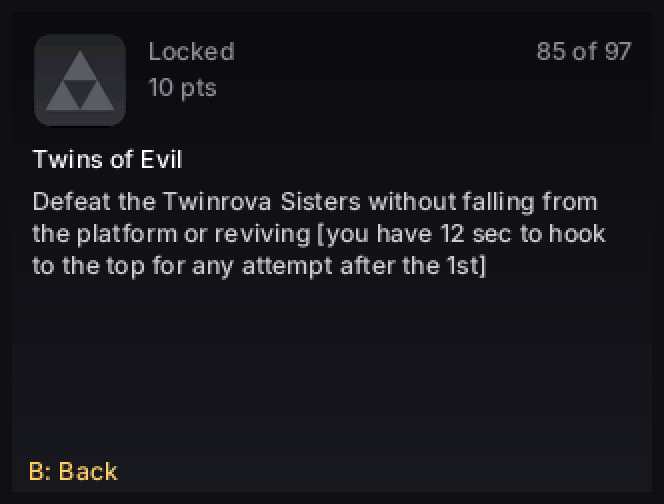 Locked
85 of 97
10 pts
Twins of Evil
Defeat the Twinrova Sisters without falling from
the platform or reviving [you have 12 sec to hook
to the top for any attempt after the 1st]
B: Back